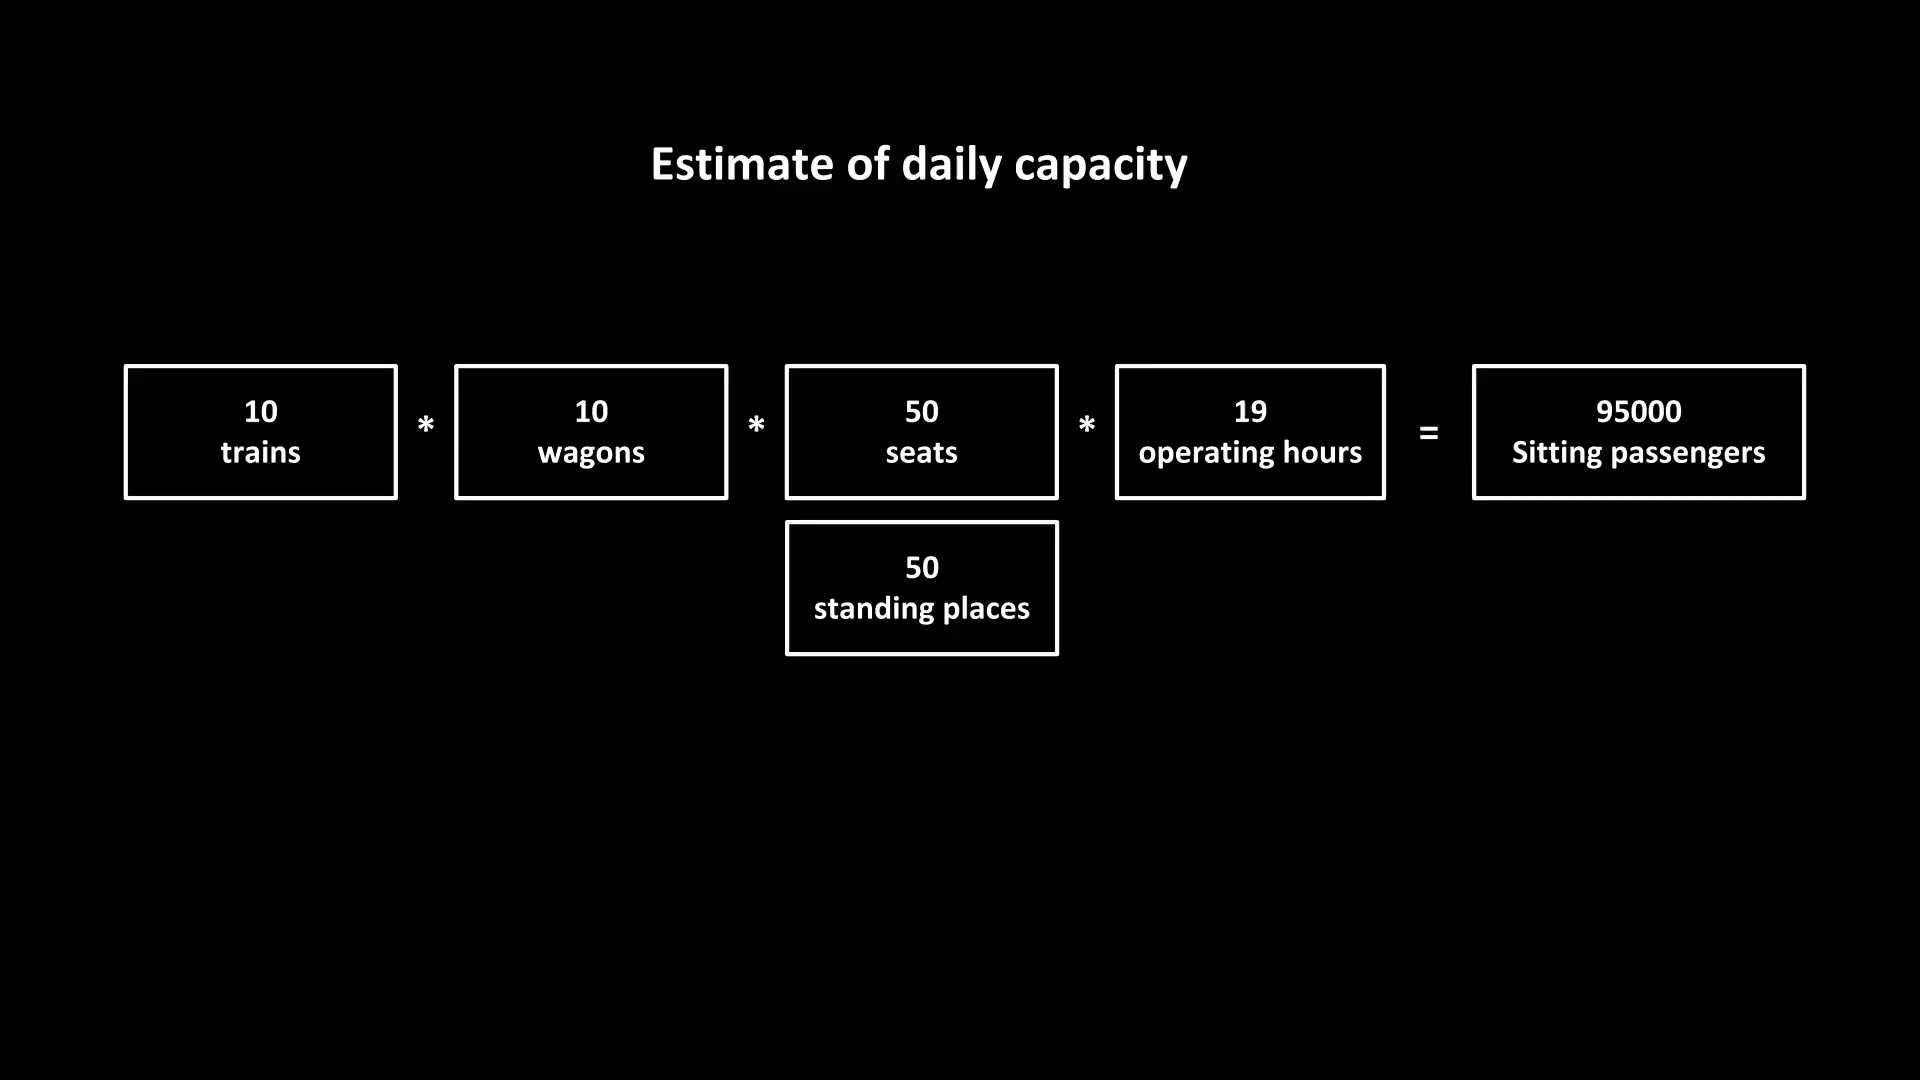 Estimate of daily capacity
10
trains
*
10
wagons
*
50
seats
*
19
operating hours
=
95000
Sitting passengers
50
standing places